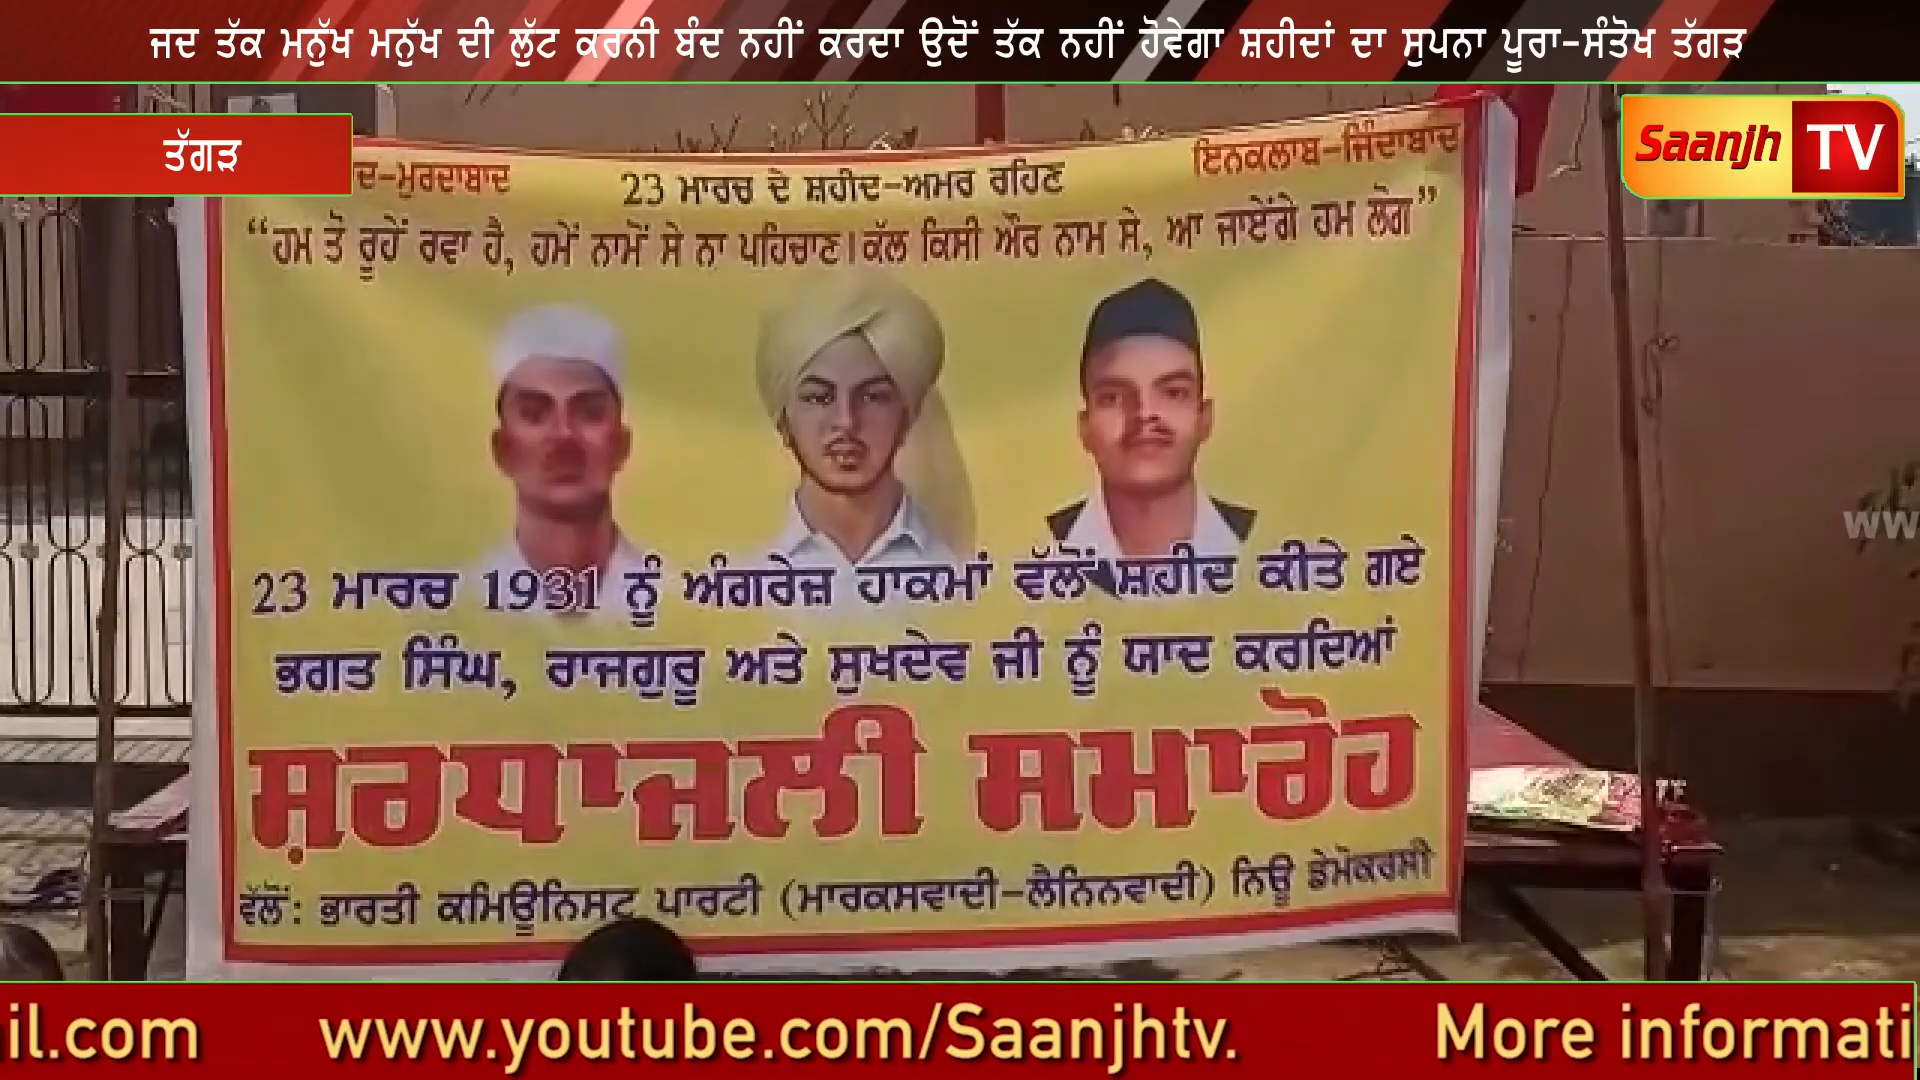 ਜਦ ਤੱਕ ਮਨੁੱਖ ਮਨੁੱਖ ਦੀ ਲੁੱਟ ਕਰਨੀ ਬੰਦ ਨਹੀਂ ਕਰਦਾ ਉਦੋਂ ਤੱਕ ਨਹੀਂ ਹੋਵੇਗਾ ਸ਼ਹੀਦਾਂ ਦਾ ਸੁਪਨਾ ਪੂਰਾ-ਸੰਤੋਖ ਤੱਗੜ
ਤੱਗੜ
Saanjh TV
ਦ-ਮੁਰਦਾਬਾਦ
23 ਮਾਰਚ ਦੇ ਸ਼ਹੀਦ-ਅਮਰ ਰਹਿਣ
ਇਨਕਲਾਬ-ਜਿੰਦਾਬਾਦ
“ਹਮ ਤੋ ਰੂਹੇਂ ਰਵਾ ਹੈ, ਹਮੇਂ ਨਾਮੋਂ ਸੇ ਨਾ ਪਹਿਚਾਣ। ਕੱਲ ਕਿਸੀ ਔਰ ਨਾਮ ਸੇ, ਆ ਜਾਏਂਗੇ ਹਮ ਲੋਗ”
23 ਮਾਰਚ 1931 ਨੂੰ ਅੰਗਰੇਜ਼ ਹਾਕਮਾਂ ਵੱਲੋਂ ਸ਼ਹੀਦ ਕੀਤੇ ਗਏ
ਭਗਤ ਸਿੰਘ, ਰਾਜਗੁਰੂ ਅਤੇ ਸੁਖਦੇਵ ਜੀ ਨੂੰ ਯਾਦ ਕਰਦਿਆਂ
ਸ਼ਰਧਾਜਲੀ ਸਮਾਰੋਹ
ਵੱਲੋਂ: ਭਾਰਤੀ ਕਮਿਊਨਿਸਟ ਪਾਰਟੀ (ਮਾਰਕਸਵਾਦੀ-ਲੈਨਿਨਵਾਦੀ) ਨਿਊ ਡੇਮੋਕਰਸੀ
ww
il.com www.youtube.com/Saanjhtv. More informati